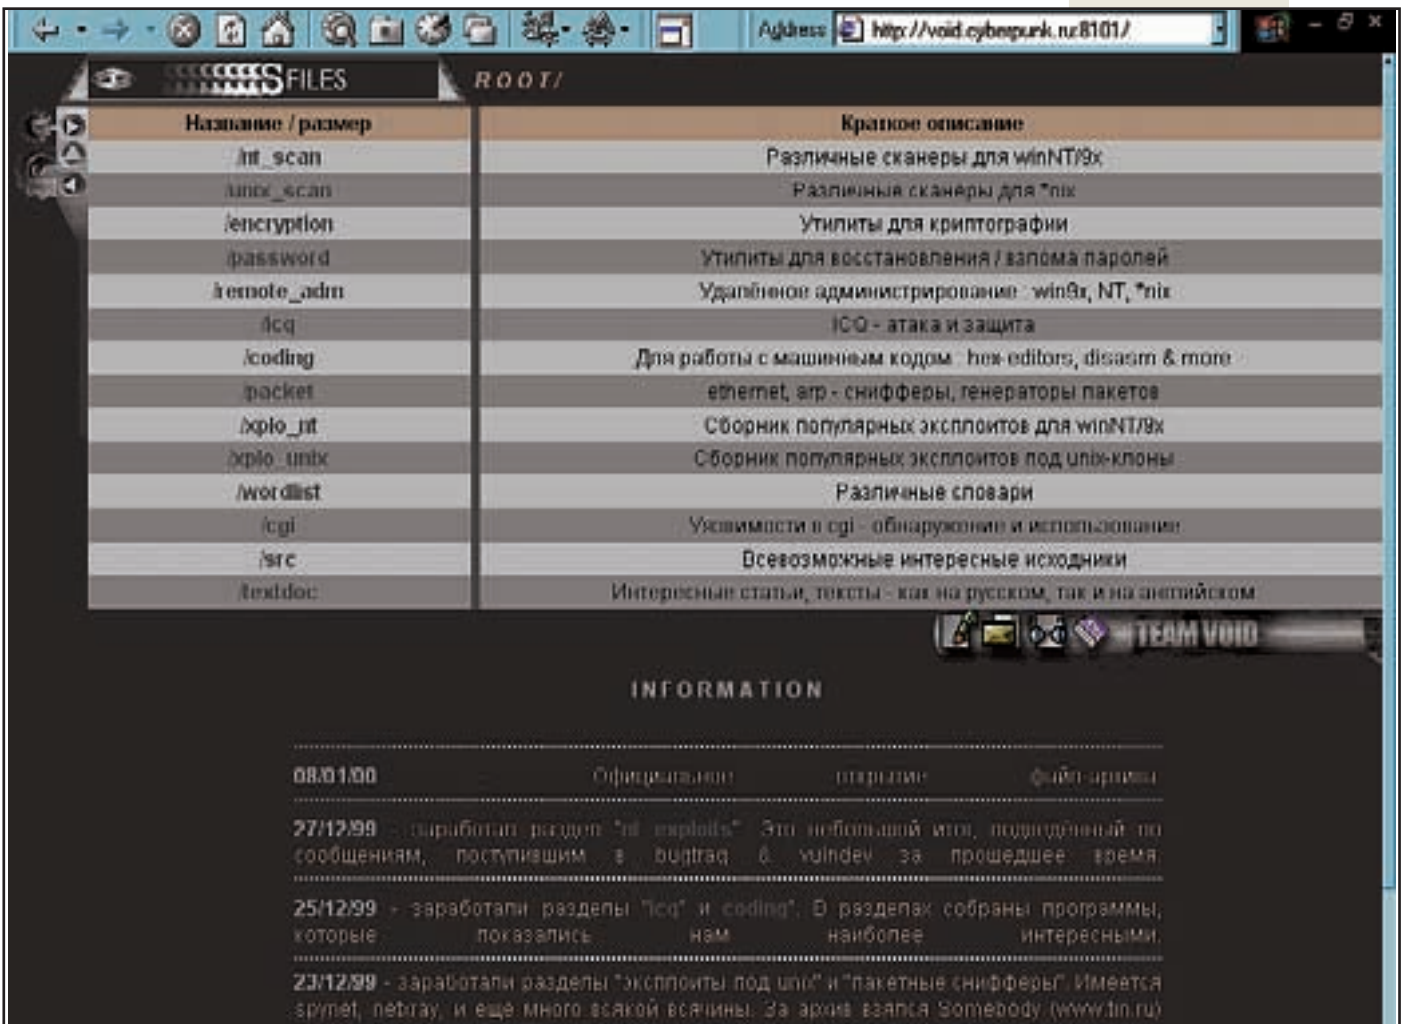 Address http://void.cyberpunk.ru:8101/
SFILES ROOT/
Название / размер Краткое описание
/nt_scan Различные сканеры для winNT/9x
/unix_scan Различные сканеры для *nix
/encryption Утилиты для криптографии
/password Утилиты для восстановления / взлома паролей
/remote_adm Удалённое администрирование : win9x, NT, *nix
/icq ICQ - атака и защита
/coding Для работы с машинным кодом : hex-editors, disasm & more
/packet ethernet, arp - снифферы, генераторы пакетов
/xplo_nt Сборник популярных эксплоитов для winNT/9x
/xplo_unix Сборник популярных эксплоитов под unix-клоны
/wordlist Различные словари
/cgi Уязвимости в cgi - обнаружение и использование
/src Всевозможные интересные исходники
/textdoc Интересные статьи, тексты - как на русском, так и на английском
TEAM VOID
INFORMATION
08/01/00 Официальное открытие файл-архива
27/12/99 - заработал раздел "nt exploits". Это небольшой итог, подведённый по
сообщениям, поступившим в bugtraq & vulndev за прошедшее время.
25/12/99 - заработали разделы "icq" и coding". В разделах собраны программы,
которые показались нам наиболее интересными.
23/12/99 - заработали разделы "эксплоиты под unix" и "пакетные снифферы". Имеется
spynet, nebray, и еще много всякой всячины. За архив взялся Somebody (www.tin.ru)